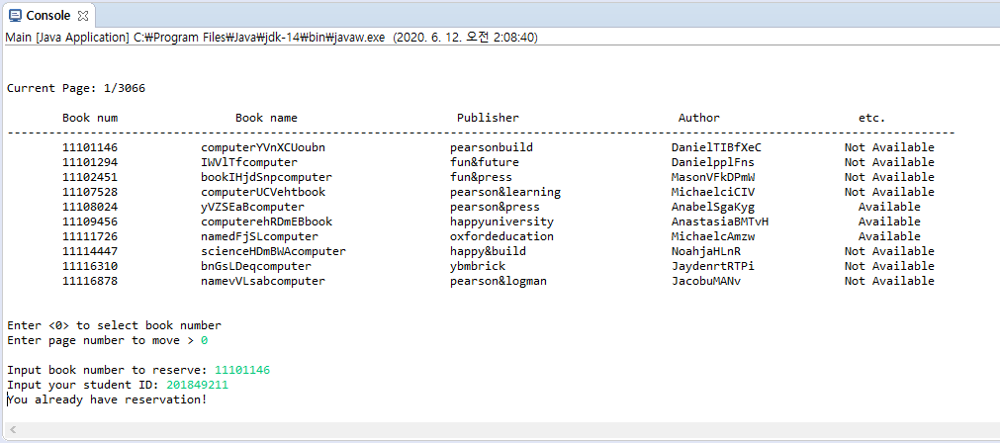 Console
Main [Java Application] C:₩Program Files₩Java₩jdk-14₩bin₩javaw.exe (2020. 6. 12. 오전 2:08:40)
Current Page: 1/3066
Book num Book name Publisher Author etc.
--------------------------------------------------------------------------------------------------------------------------------------
11101146 computerYVnXCUoubn pearsonbuild DanielTIBfXeC Not Available
11101294 IWVlTfcomputer fun&future DanielpplFns Not Available
11102451 bookIHjdSnpcomputer fun&press MasonVFkDPmW Not Available
11107528 computerUCVehtbook pearson&learning MichaelciCIV Not Available
11108024 yVZSEaBcomputer pearson&press AnabelSgaKyg Available
11109456 computerehRDmEBbook happyuniversity AnastasiaBMTvH Available
11111726 namedFjSLcomputer oxfordeducation MichaelcAmzw Available
11114447 scienceHDmBWAcomputer happy&build NoahjaHLnR Not Available
11116310 bnGsLDeqcomputer ybmbrick JaydenrtRTPi Not Available
11116878 namevVLsabcomputer pearson&logman JacobuMANv Not Available
Enter <0> to select book number
Enter page number to move > 0
Input book number to reserve: 11101146
Input your student ID: 201849211
You already have reservation!